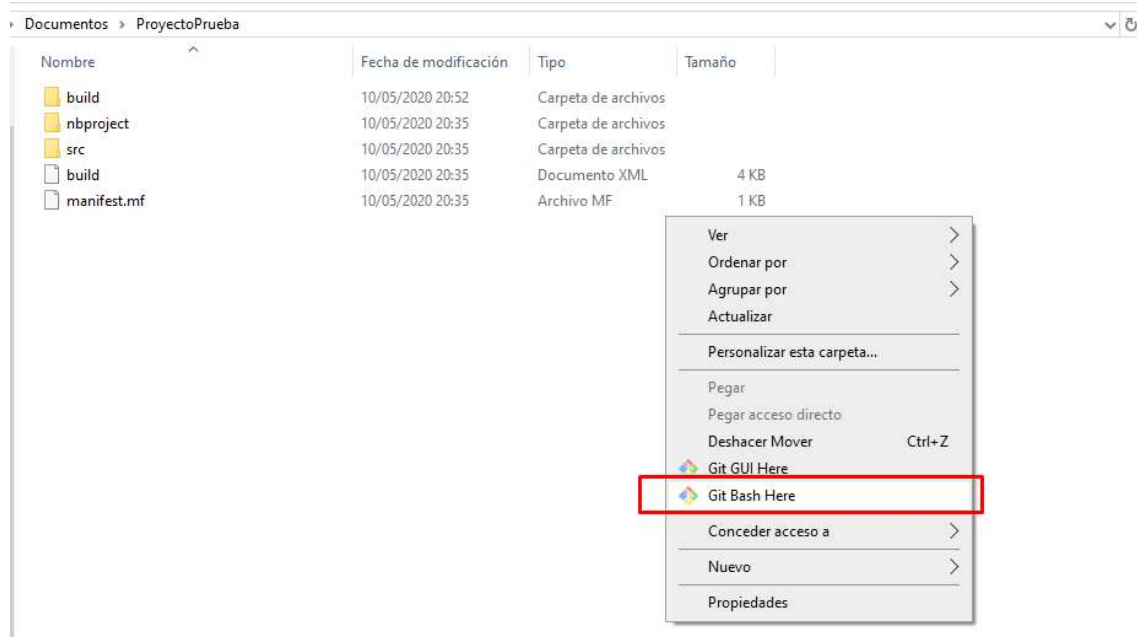 Documentos > ProyectoPrueba
Nombre Fecha de modificación Tipo Tamaño
build 10/05/2020 20:52 Carpeta de archivos
nbproject 10/05/2020 20:35 Carpeta de archivos
src 10/05/2020 20:35 Carpeta de archivos
build 10/05/2020 20:35 Documento XML 4 KB
manifest.mf 10/05/2020 20:35 Archivo MF 1 KB
Ver
Ordenar por
Agrupar por
Actualizar
Personalizar esta carpeta...
Pegar
Pegar acceso directo
Deshacer Mover Ctrl+Z
Git GUI Here
Git Bash Here
Conceder acceso a
Nuevo
Propiedades